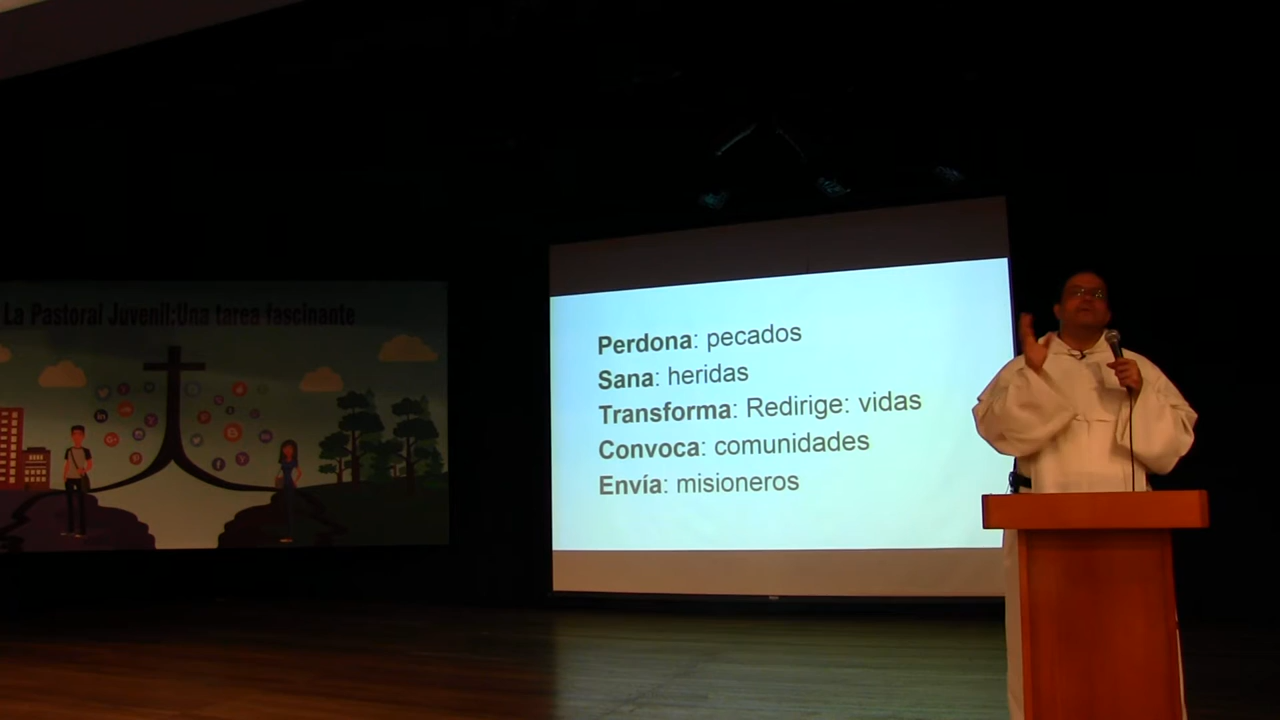 La Pastoral Juvenil:Una tarea fascinante
Perdona: pecados
Sana: heridas
Transforma: Redirige: vidas
Convoca: comunidades
Envía: misioneros